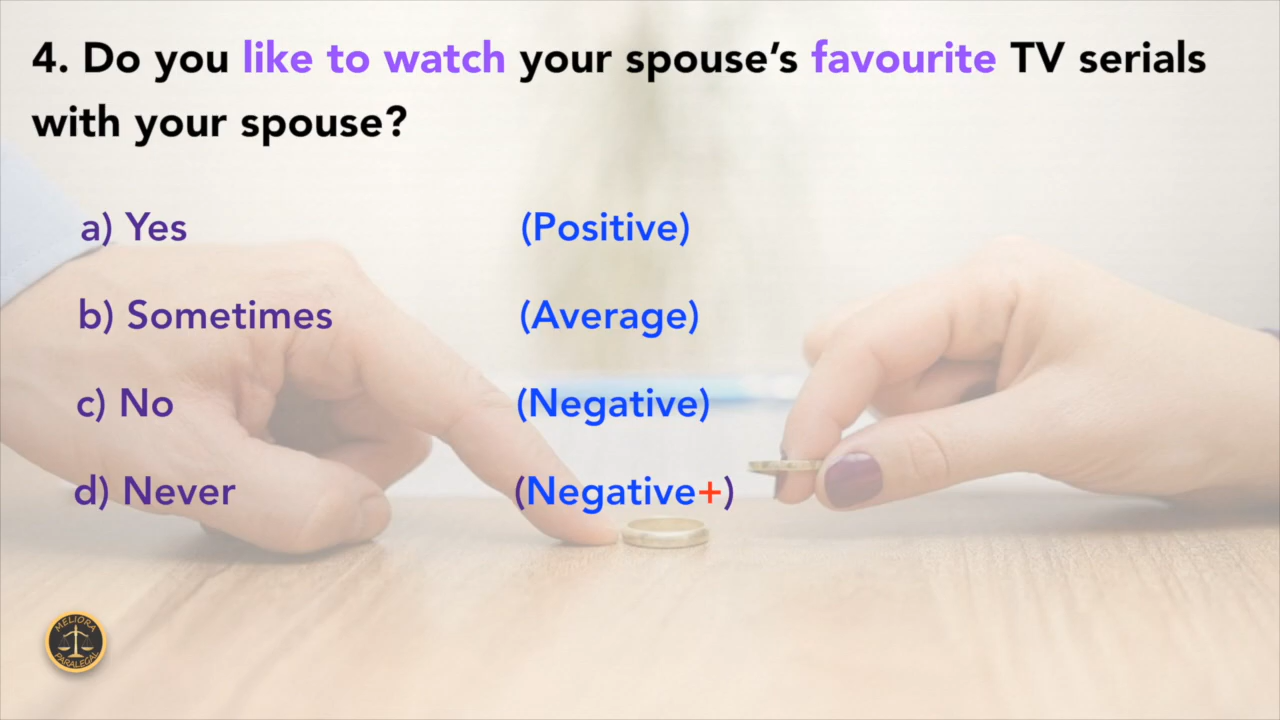 4. Do you like to watch your spouse’s favourite TV serials
with your spouse?
a) Yes (Positive)
b) Sometimes (Average)
c) No (Negative)
d) Never (Negative+)
MELIORA
PARALEGAL